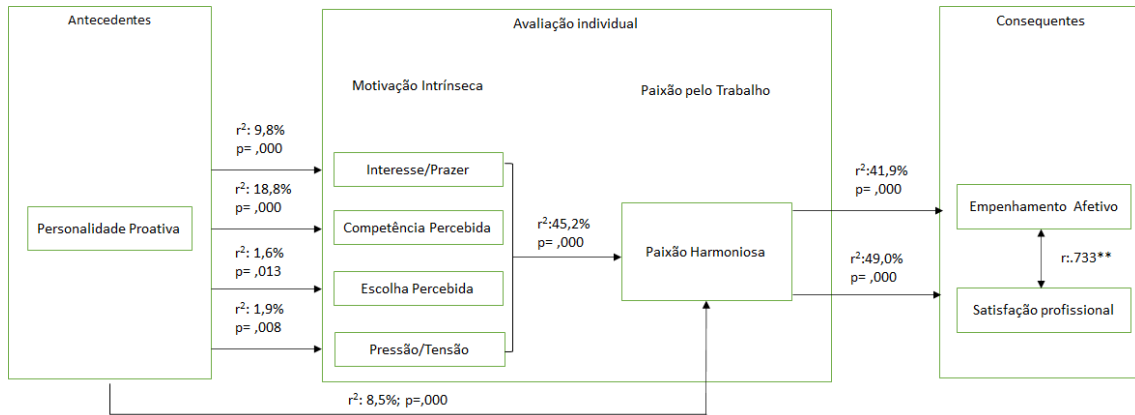 Antecedentes
Avaliação individual
Consequentes
Motivação Intrínseca
Paixão pelo Trabalho
r²: 9,8%
p= ,000
Interesse/Prazer
r²: 18,8%
p= ,000
Personalidade Proativa
Competência Percebida
r²: 1,6%
p= ,013
Escolha Percebida
r²: 1,9%
p= ,008
Pressão/Tensão
r²:45,2%
p= ,000
Paixão Harmoniosa
r²:41,9%
p= ,000
Empenhamento Afetivo
r²:49,0%
p= ,000
r:.733**
Satisfação profissional
r²: 8,5%; p=,000